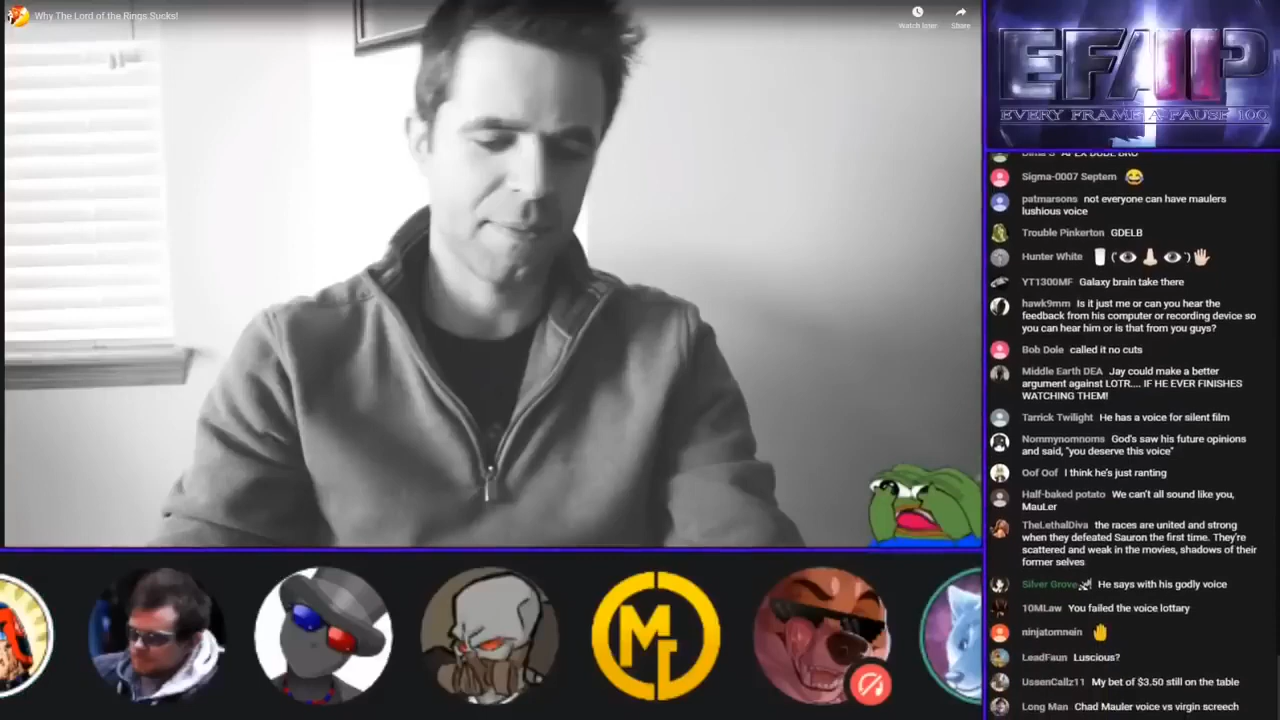 Why The Lord of the Rings Sucks!
Watch later
Share
EFAP
EVERY FRAME A PAUSE 100
Sigma-0007 Septem 😂
patmarsons not everyone can have maulers
lushious voice
Trouble Pinkerton GDELB
Hunter White 🥛(👁👃🏻👁)🖐🏻
YT1300MF Galaxy brain take there
hawk9mm Is it just me or can you hear the
feedback from his computer or recording device so
you can hear him or is that from you guys?
Bob Dole called it no cuts
Middle Earth DEA Jay could make a better
argument against LOTR.... IF HE EVER FINISHES
WATCHING THEM!
Tarrick Twilight He has a voice for silent film
Nommynomnoms God's saw his future opinions
and said, "you deserve this voice"
Oof Oof I think he's just ranting
Half-baked potato We can't all sound like you,
MauLer
TheLethalDiva the races are united and strong
when they defeated Sauron the first time. They're
scattered and weak in the movies, shadows of their
former selves
Silver Grove He says with his godly voice
10MLaw You failed the voice lottary
ninjatomnein ✋
LeadFaun Luscious?
UssenCallz11 My bet of $3.50 still on the table
Long Man Chad Mauler voice vs virgin screech
ML